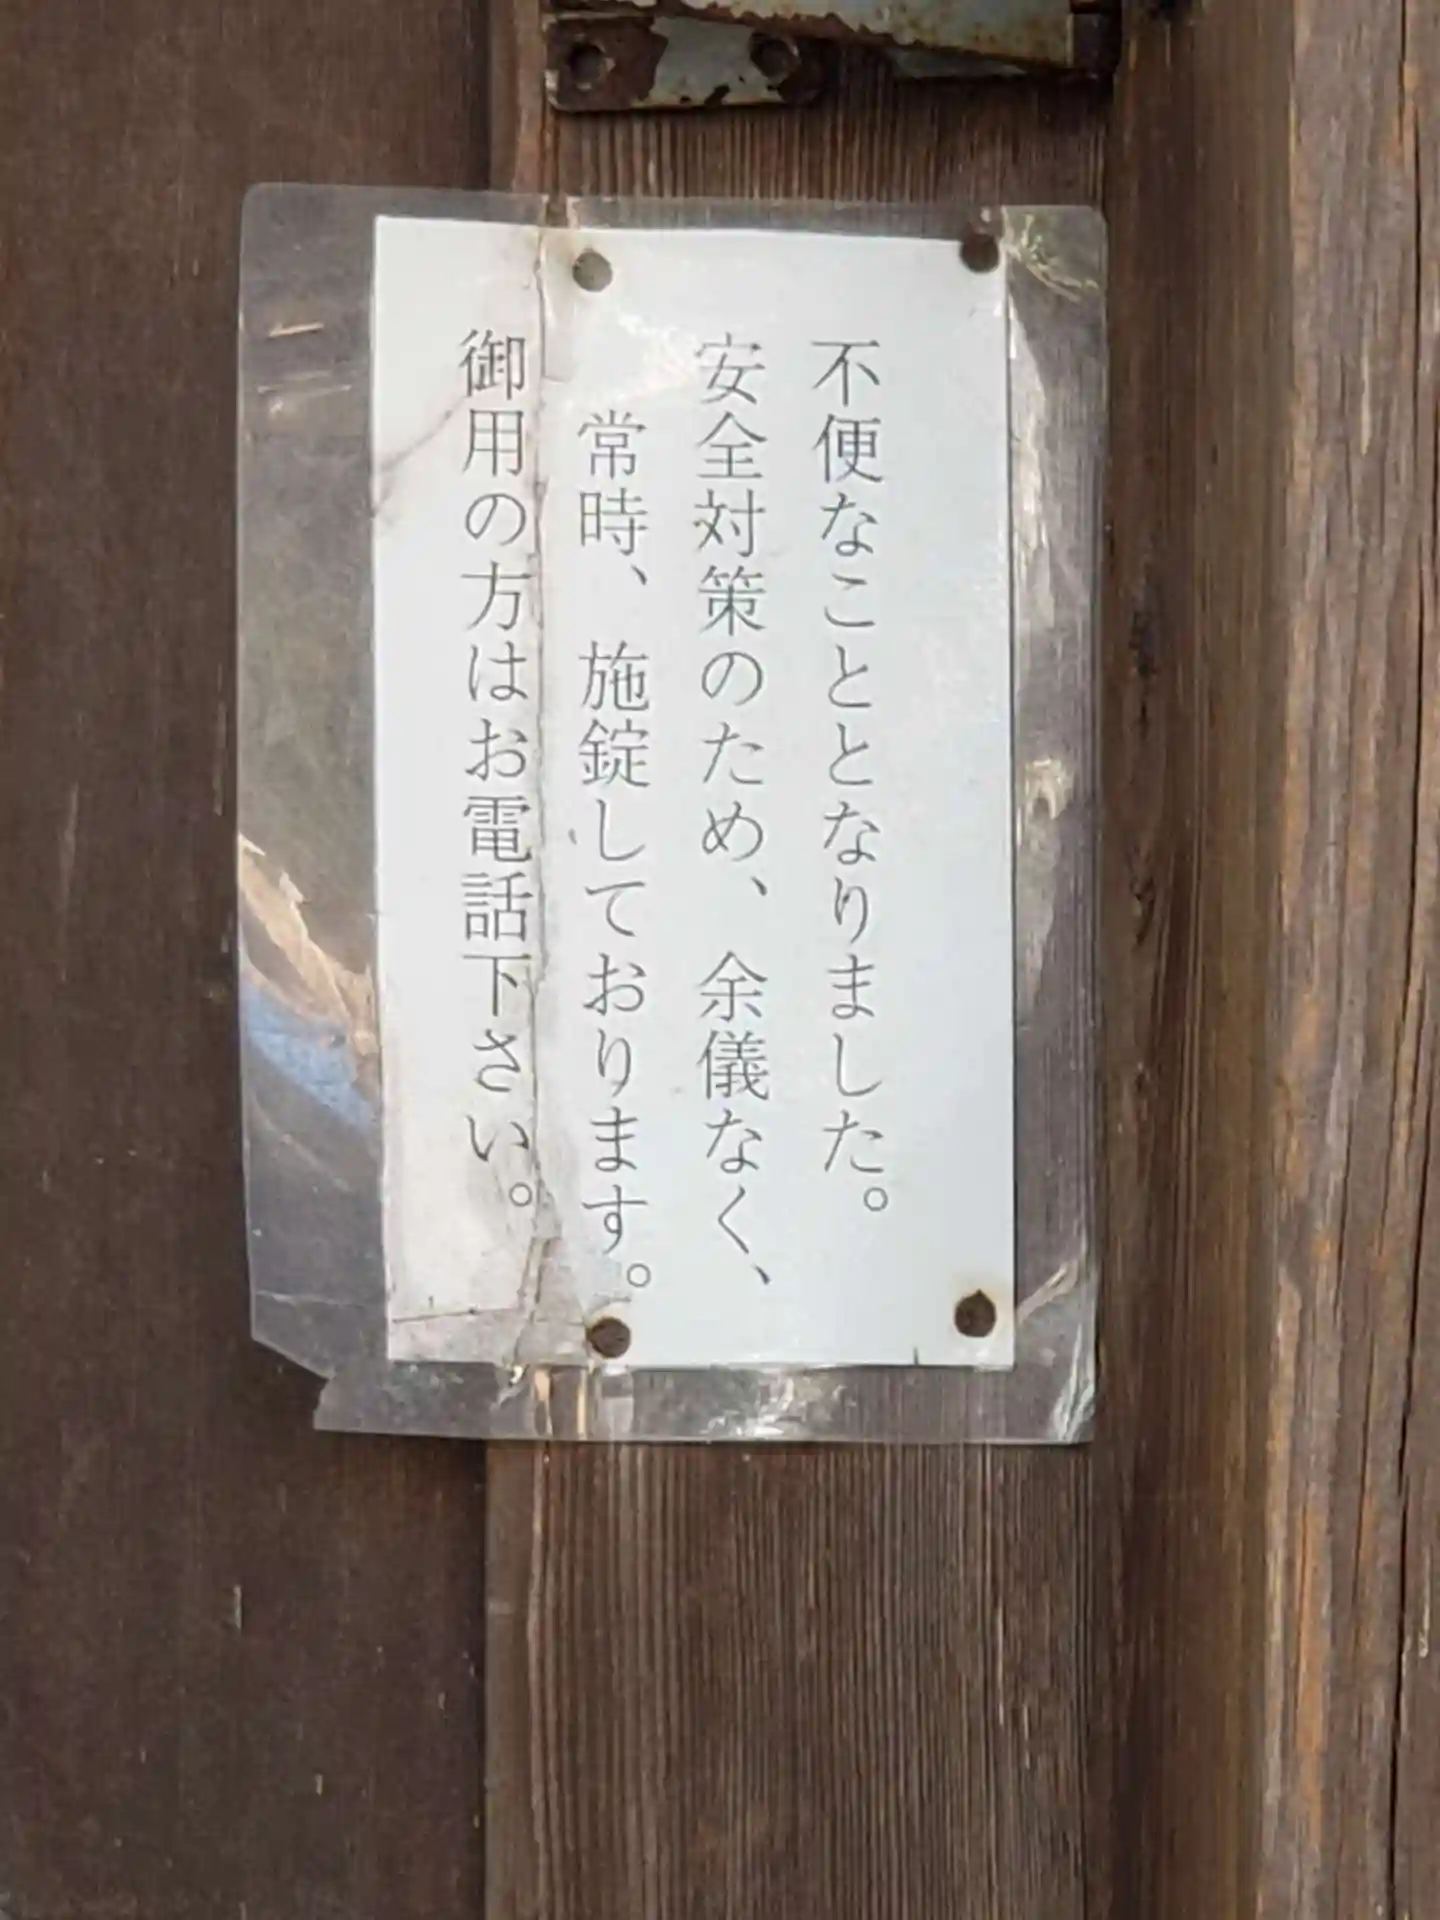 不便なこととなりました。
安全対策のため、余儀なく、
常時、施錠しております。
御用の方はお電話下さい。